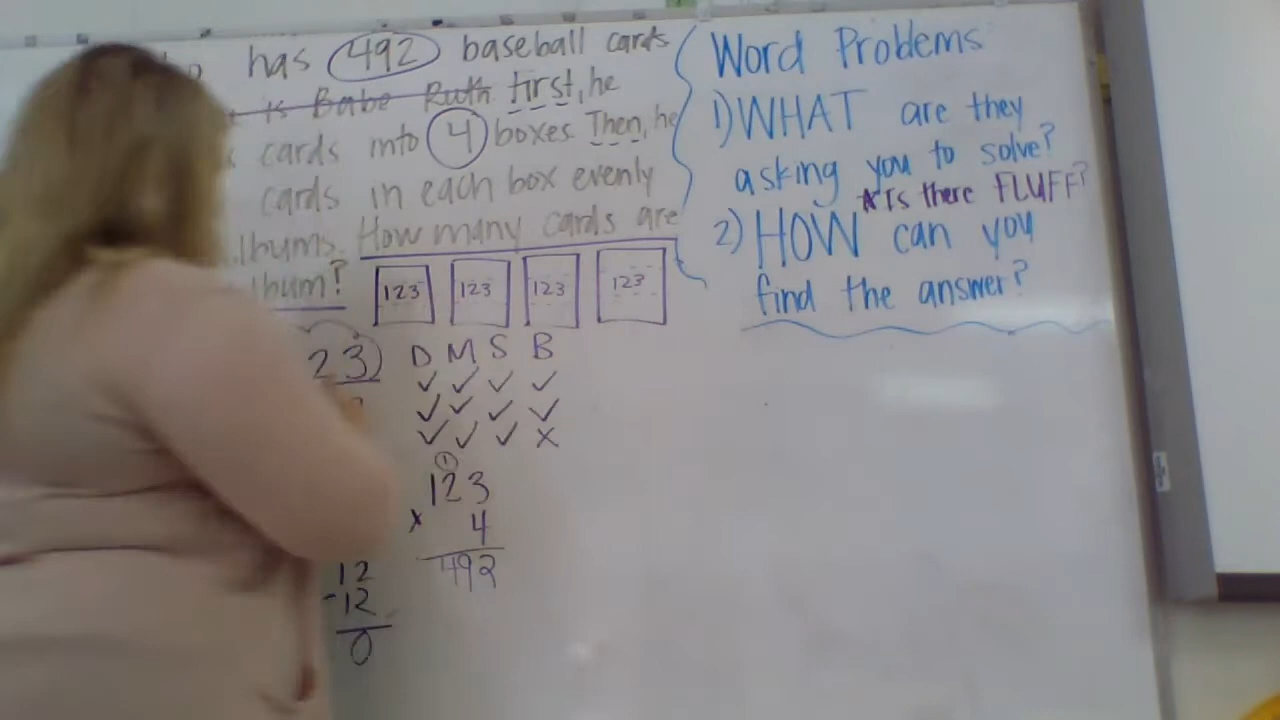 has 492 baseball cards
is Babe Ruth first, he
cards into 4 boxes. Then, he
cards in each box evenly
lbums. How many cards are
lbum?
123 123 123 123
23
D M S B
✓ ✓ ✓ ✓
✓ ✓ ✓ ✓
✓ ✓ ✓ X
1
123
x 4
492
12
-12
0
Word Problems
1) WHAT are they
asking you to solve?
*Is there FLUFF?
2) HOW can you
find the answer?